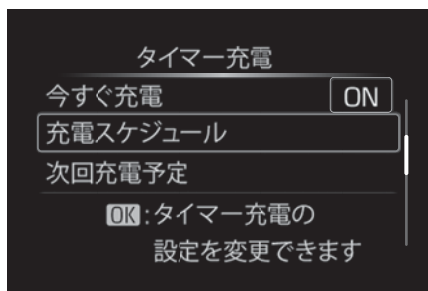 タイマー充電
今すぐ充電 ON
充電スケジュール
次回充電予定
OK:タイマー充電の
設定を変更できます